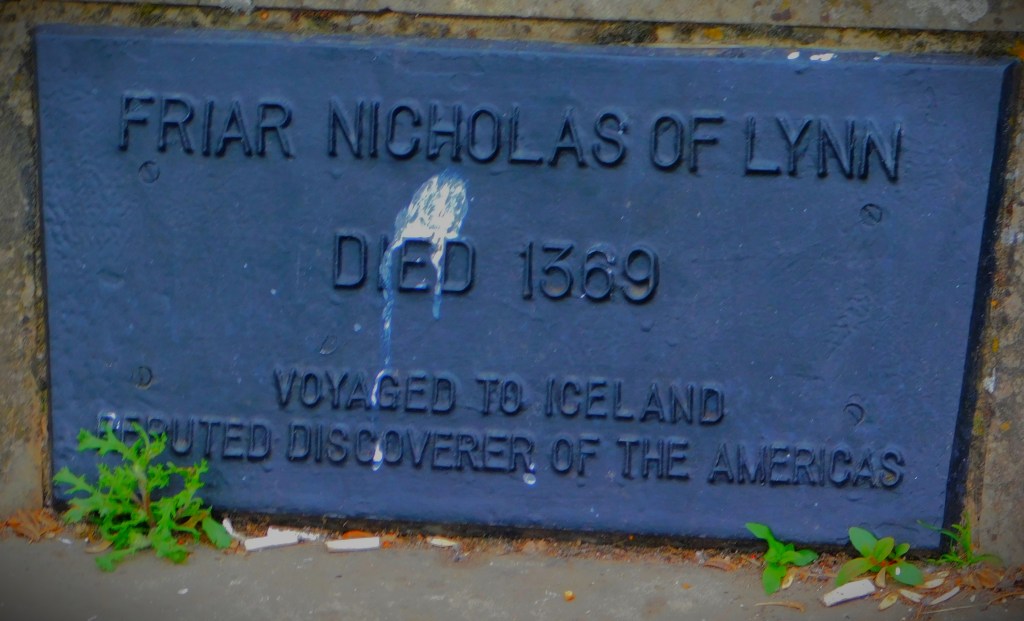 FRIAR NICHOLAS OF LYNN
DIED 1369
VOYAGED TO ICELAND
REPUTED DISCOVERER OF THE AMERICAS